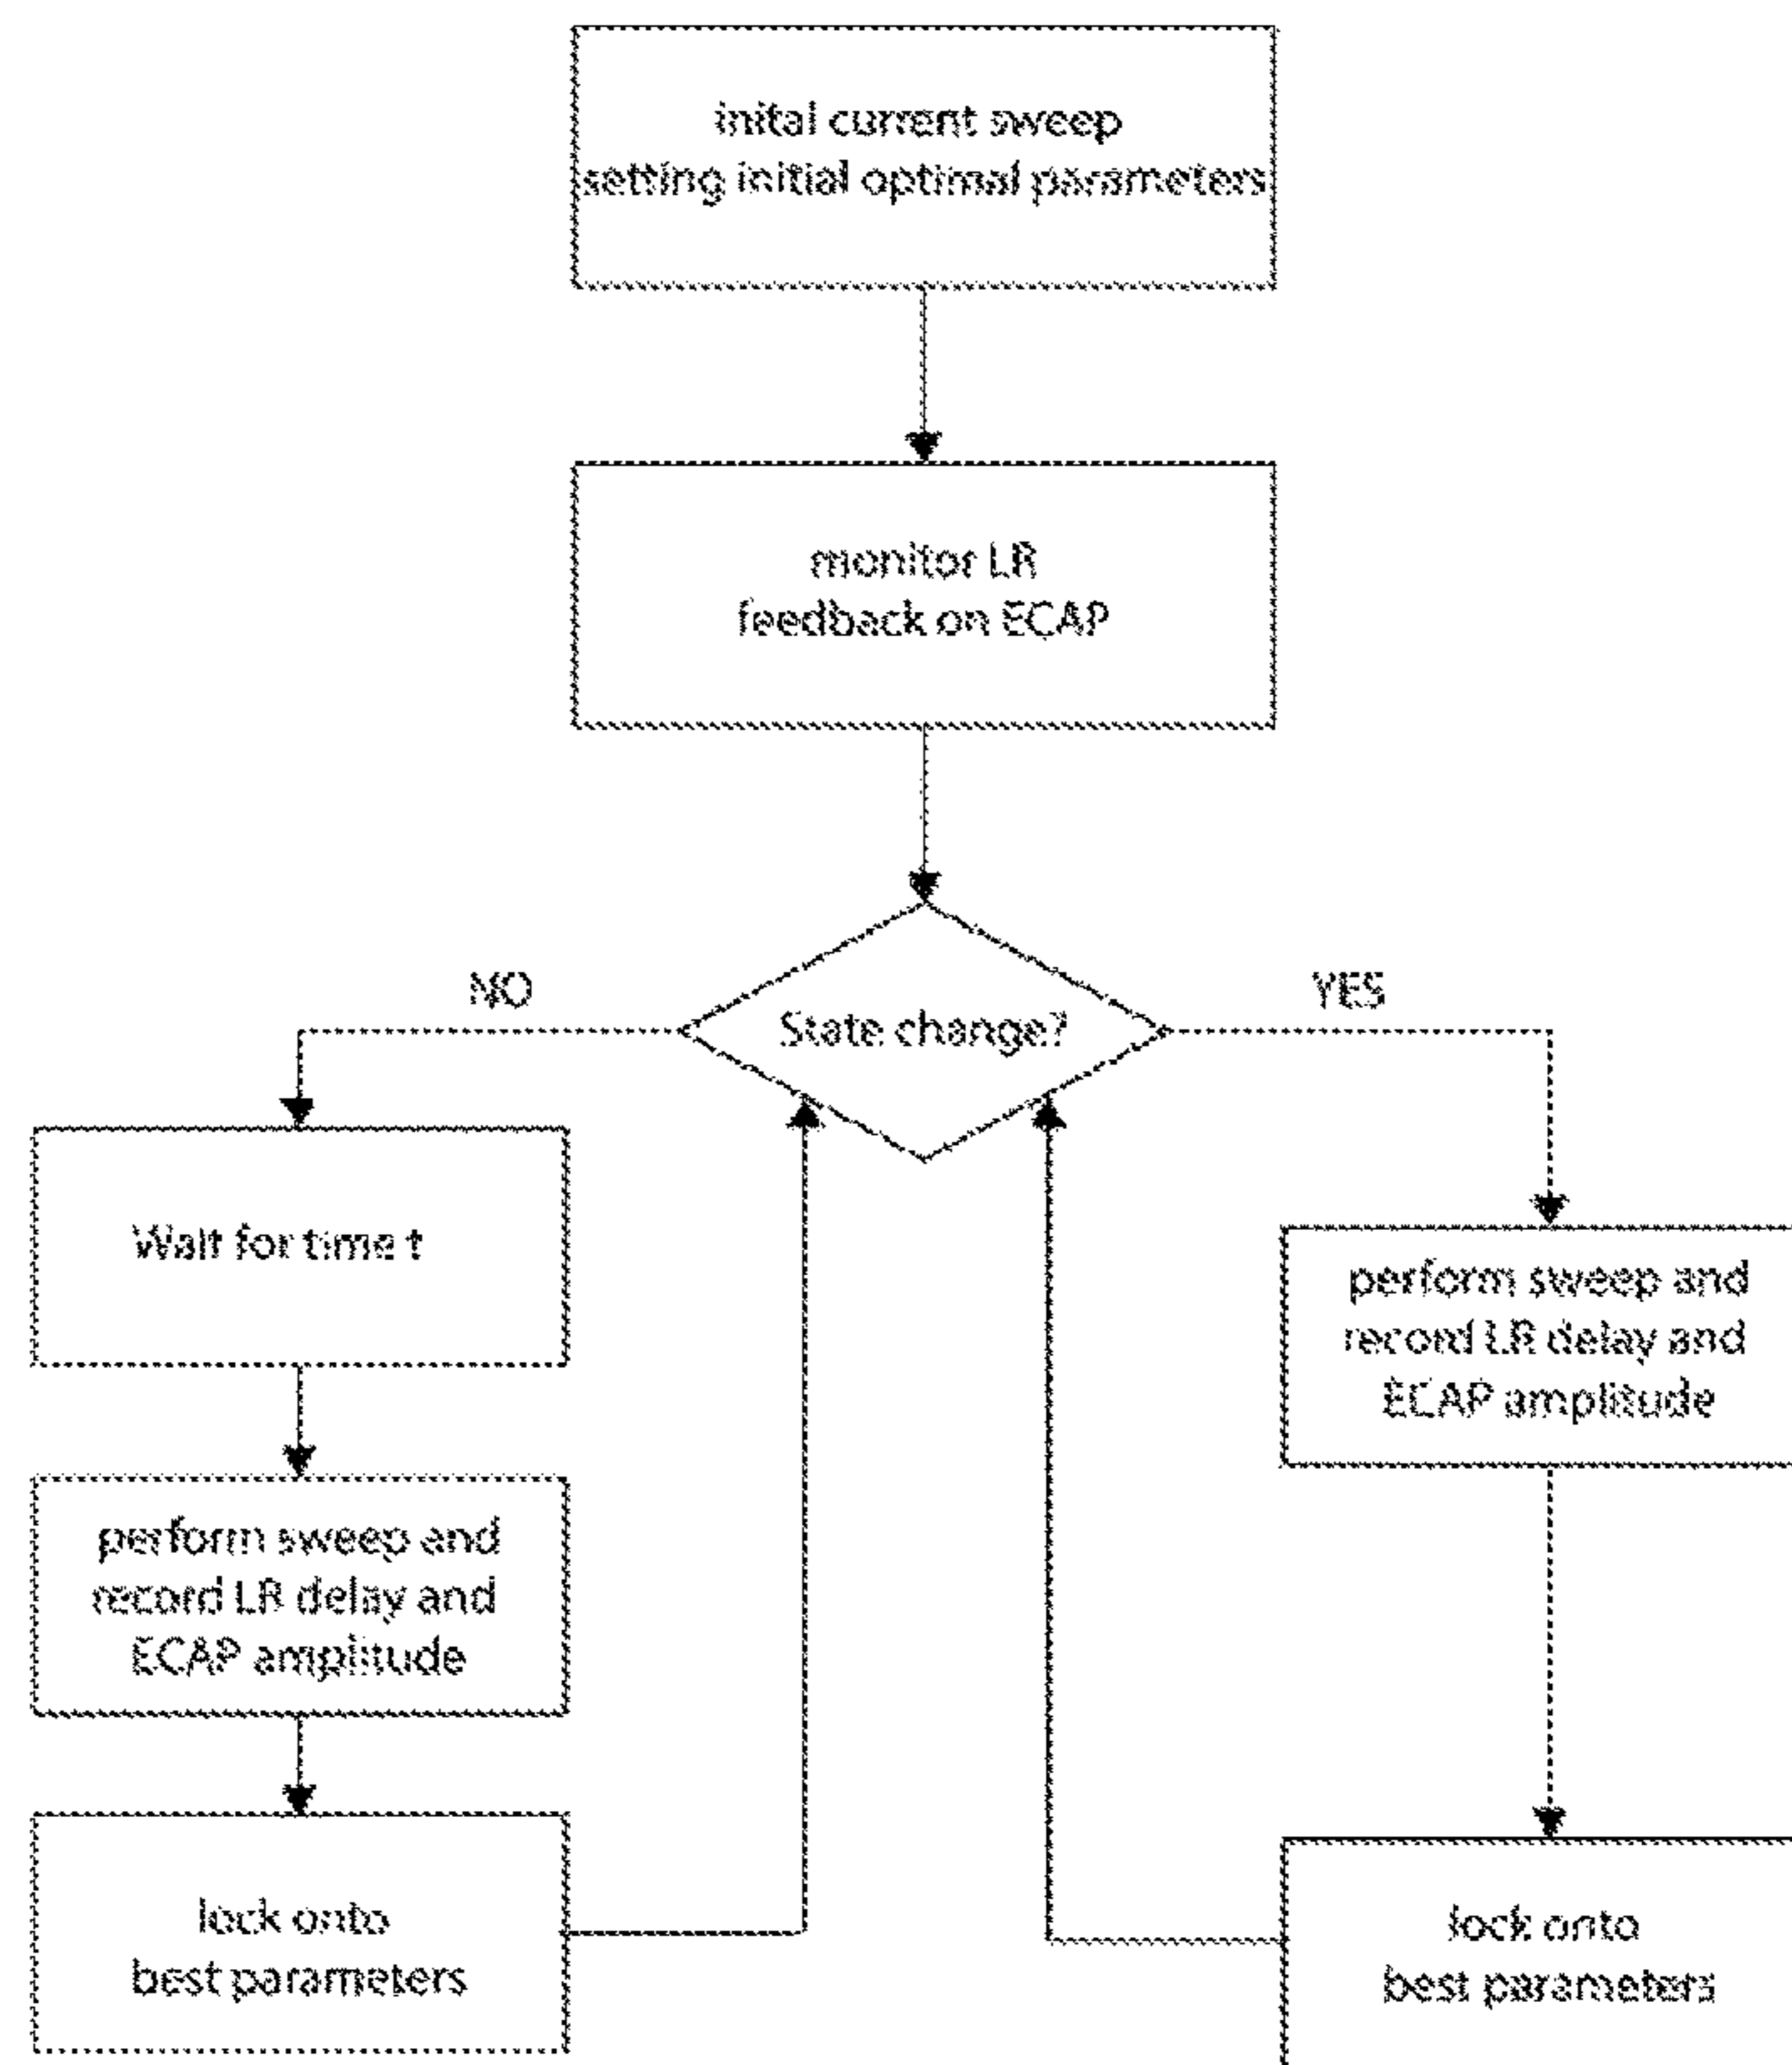 inital current sweep
setting initial optimal parameters
monitor LR
feedback on ECAP
NO
YES
State change?
Wait for time t
perform sweep and
record LR delay and
ECAP amplitude
perform sweep and
record LR delay and
ECAP amplitude
lock onto
best parameters
lock onto
best parameters